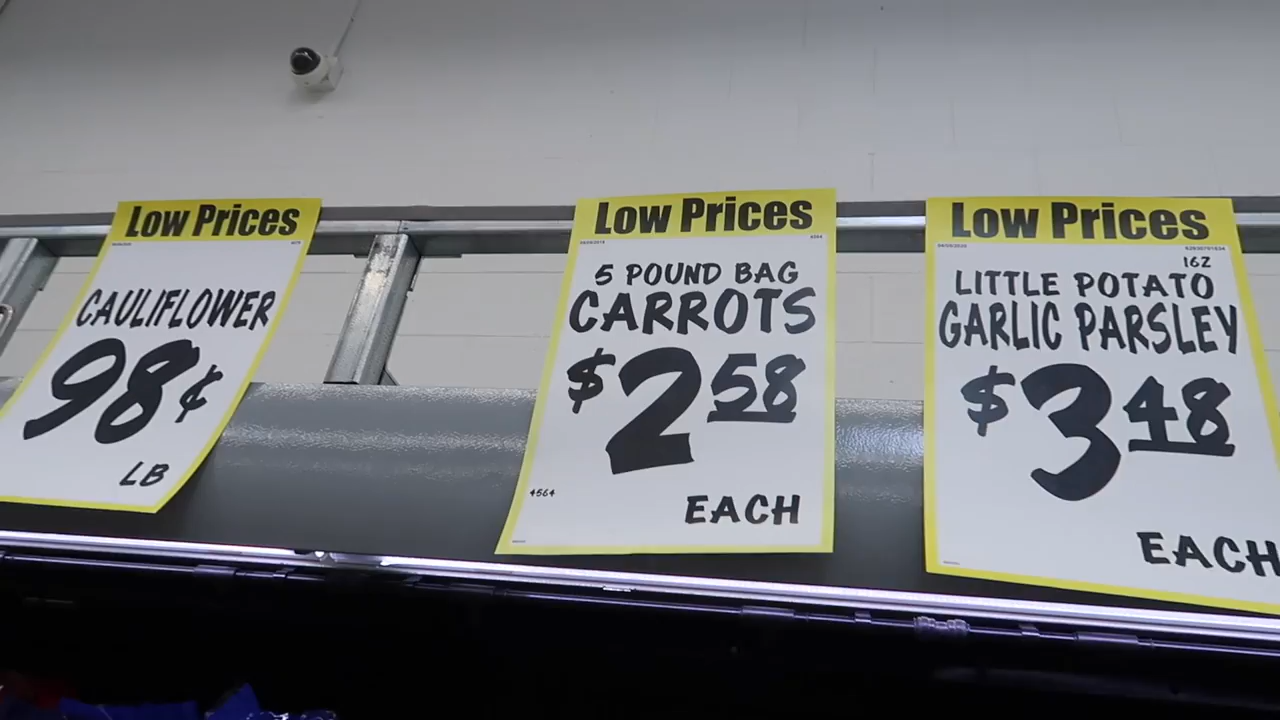 Low Prices
CAULIFLOWER
98¢
LB
Low Prices
5 POUND BAG
CARROTS
$2 58
4564
EACH
Low Prices
16Z
LITTLE POTATO
GARLIC PARSLEY
$3 48
EACH